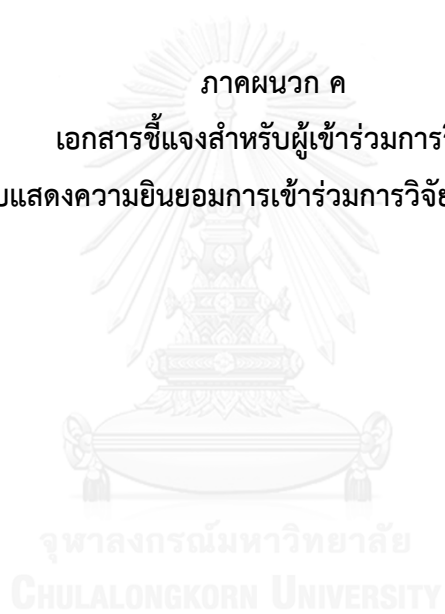 ภาคผนวก ค
เอกสารชี้แจงสำหรับผู้เข้าร่วมการ
แสดงความยินยอมการเข้าร่วมการวิจัย
จุฬาลงกรณ์มหาวิทยาลัย
CHULALONGKORN UNIVERSITY